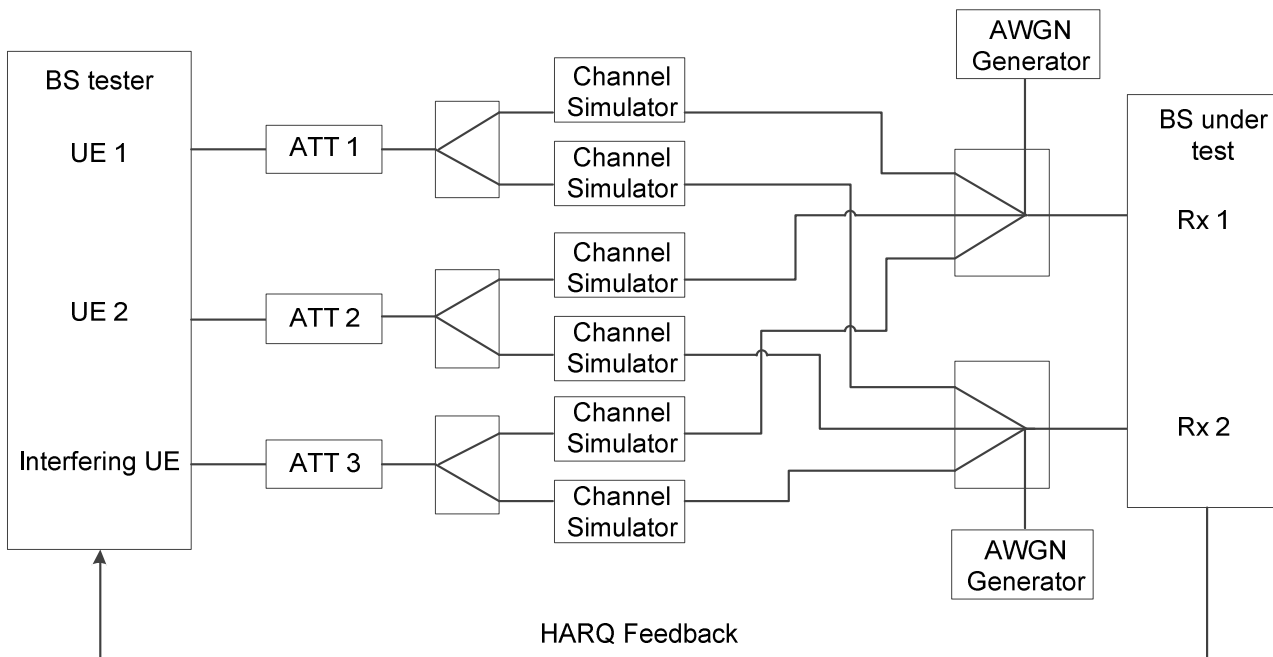 BS tester
UE 1
UE 2
Interfering UE
ATT 1
ATT 2
ATT 3
Channel
Simulator
Channel
Simulator
Channel
Simulator
Channel
Simulator
Channel
Simulator
Channel
Simulator
AWGN
Generator
AWGN
Generator
BS under
test
Rx 1
Rx 2
HARQ Feedback